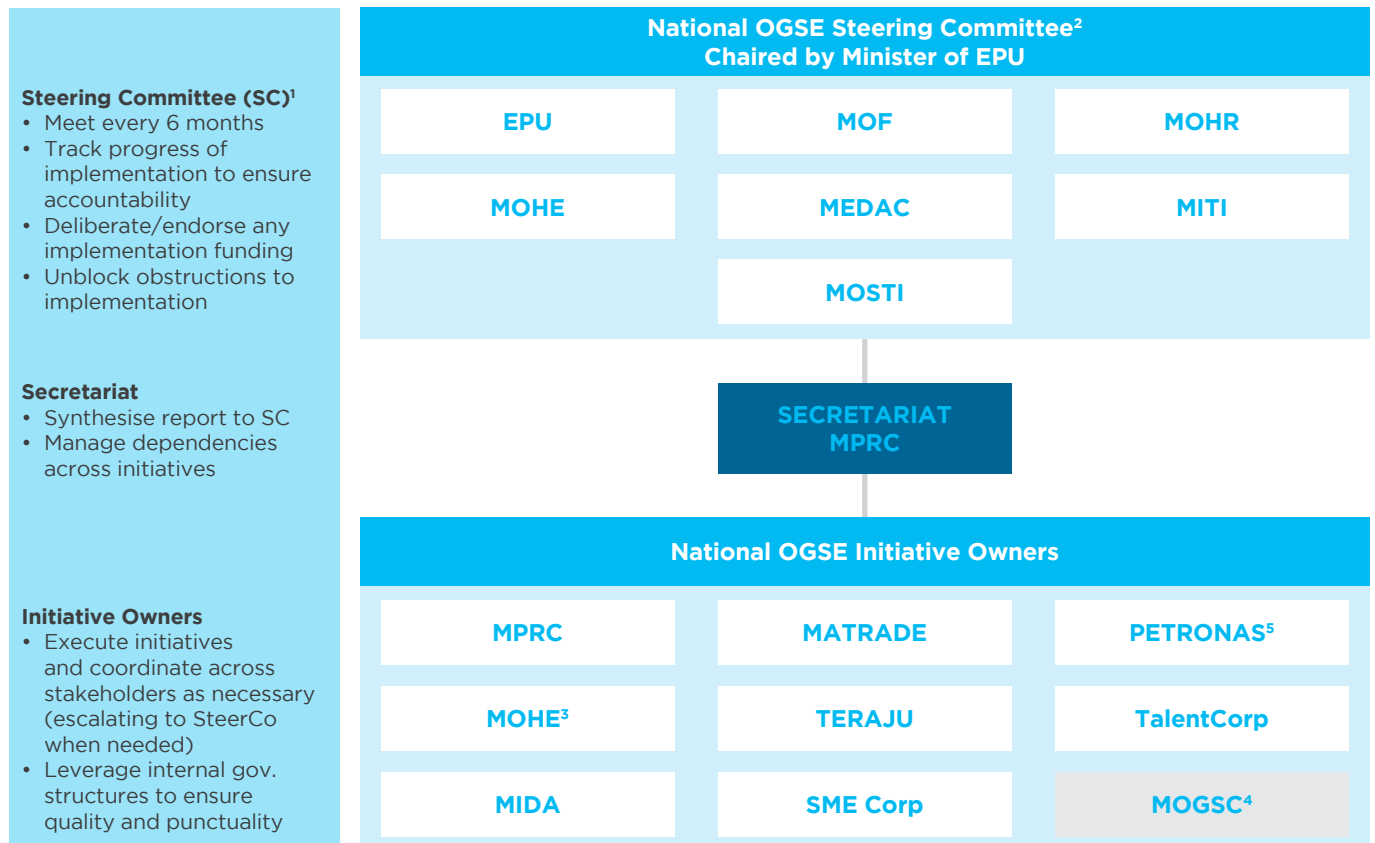 National OGSE Steering Committee²
Chaired by Minister of EPU
Steering Committee (SC)¹
• Meet every 6 months
• Track progress of
implementation to ensure
accountability
• Deliberate/endorse any
implementation funding
• Unblock obstructions to
implementation
EPU
MOF
MOHR
MOHE
MEDAC
MITI
MOSTI
Secretariat
• Synthesise report to SC
• Manage dependencies
across initiatives
SECRETARIAT
MPRC
National OGSE Initiative Owners
Initiative Owners
• Execute initiatives
and coordinate across
stakeholders as necessary
(escalating to SteerCo
when needed)
• Leverage internal gov.
structures to ensure
quality and punctuality
MPRC
MATRADE
PETRONAS⁵
MOHE³
TERAJU
TalentCorp
MIDA
SME Corp
MOGSC⁴